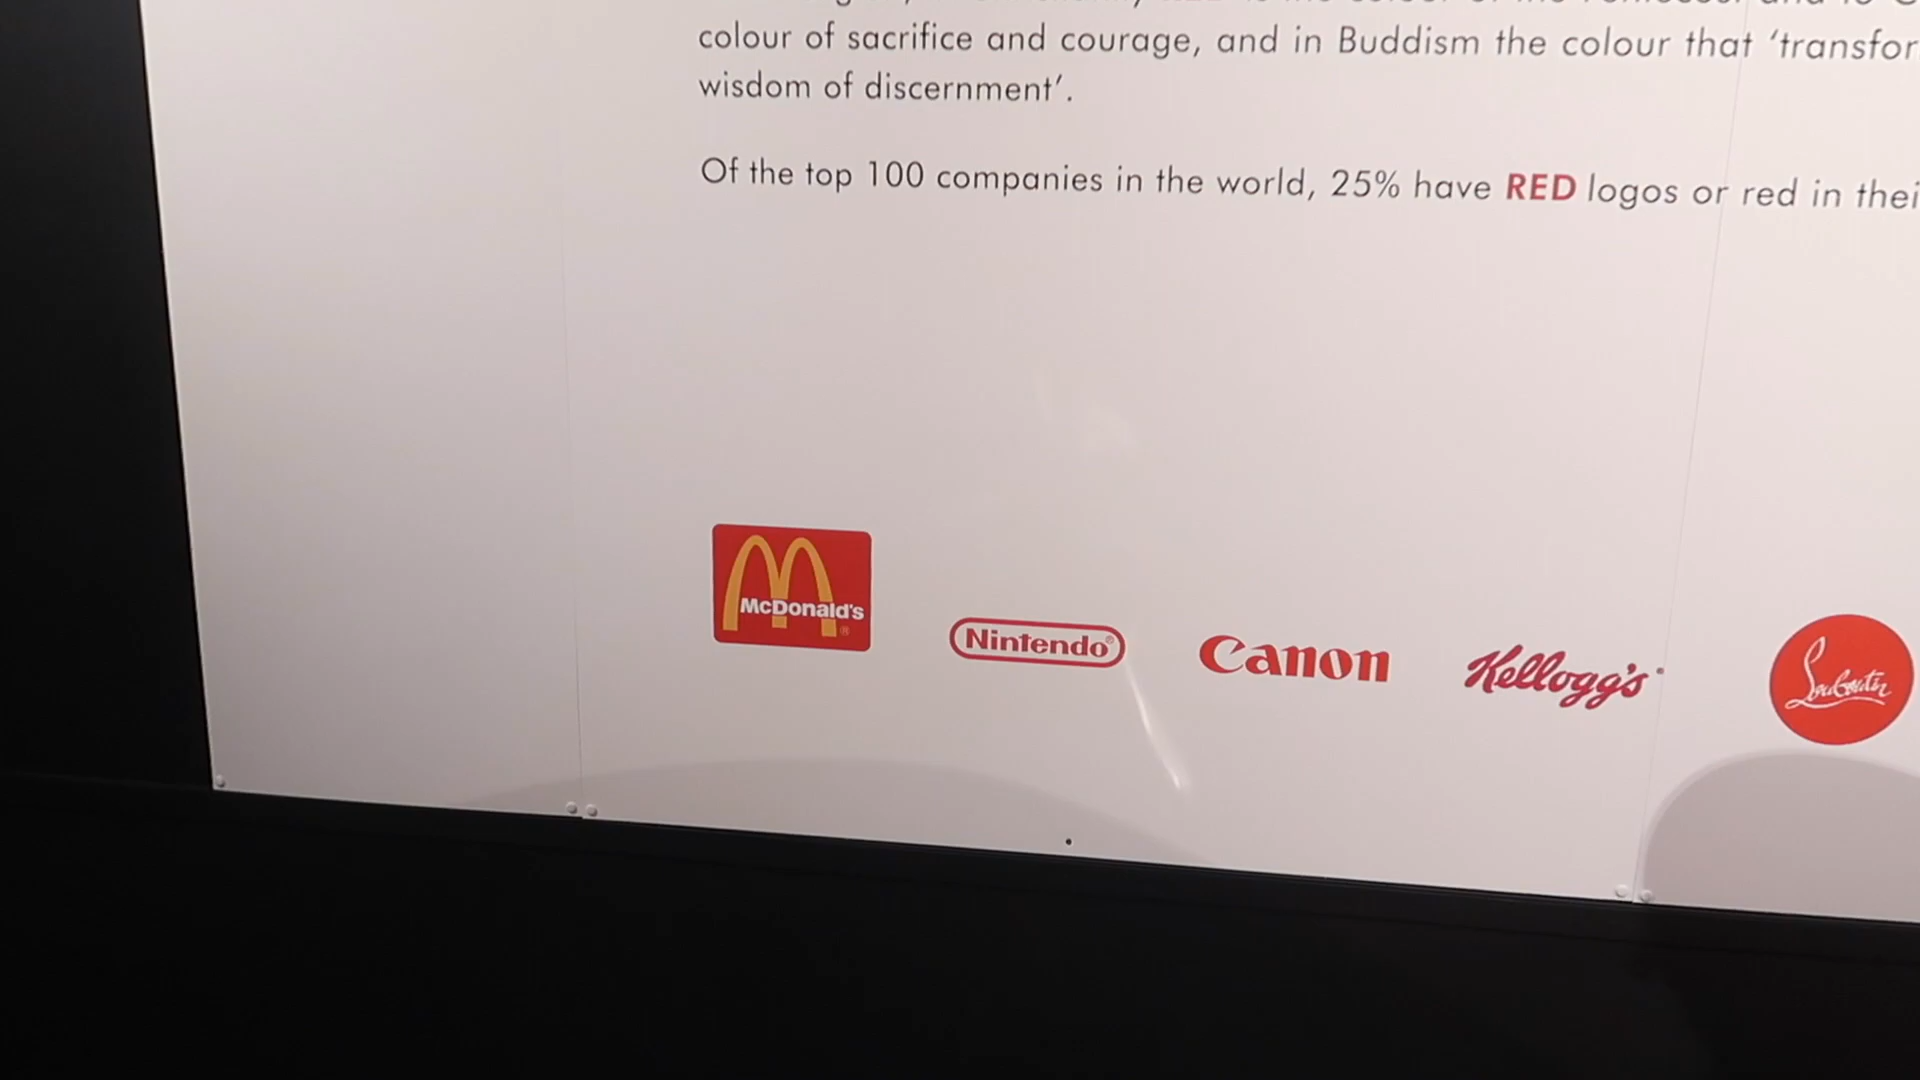 colour of sacrifice and courage, and in Buddism the colour that ‘transfor
wisdom of discernment’.
Of the top 100 companies in the world, 25% have RED logos or red in thei
McDonald's
Nintendo®
Canon
Kellogg's
Louboutin